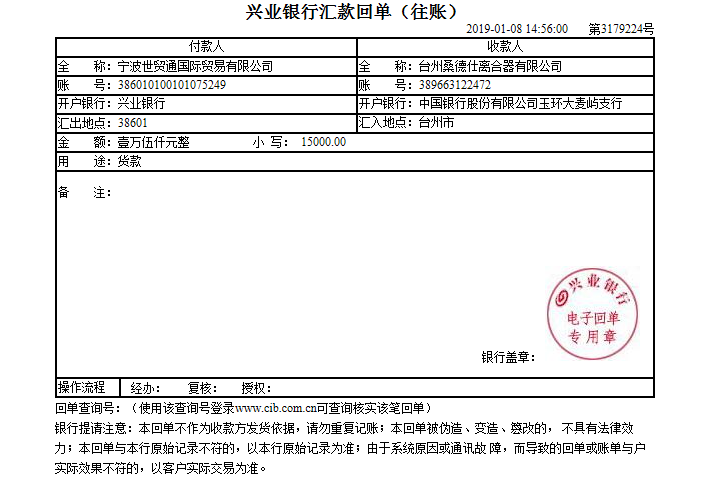 兴业银行汇款回单（往账）
2019-01-08 14:56:00 第3179224号
付款人 收款人
全 称：宁波世贸通国际贸易有限公司 全 称：台州桑德仕离合器有限公司
账 号：386010100101075249 账 号：389663122472
开户银行：兴业银行 开户银行：中国银行股份有限公司玉环大麦屿支行
汇出地点：38601 汇入地点：台州市
金 额：壹万伍仟元整 小 写： 15000.00
用 途：货款
备 注：
兴业银行
电子回单
专用章
银行盖章：
操作流程 经办： 复核： 授权：
回单查询号：（使用该查询号登录www.cib.com.cn可查询核实该笔回单）
银行提请注意：本回单不作为收款方发货依据，请勿重复记账；本回单被伪造、变造、篡改的，不具有法律效
力；本回单与本行原始记录不符的，以本行原始记录为准；由于系统原因或通讯故 障，而导致的回单或账单与户
实际效果不符的，以客户实际交易为准。